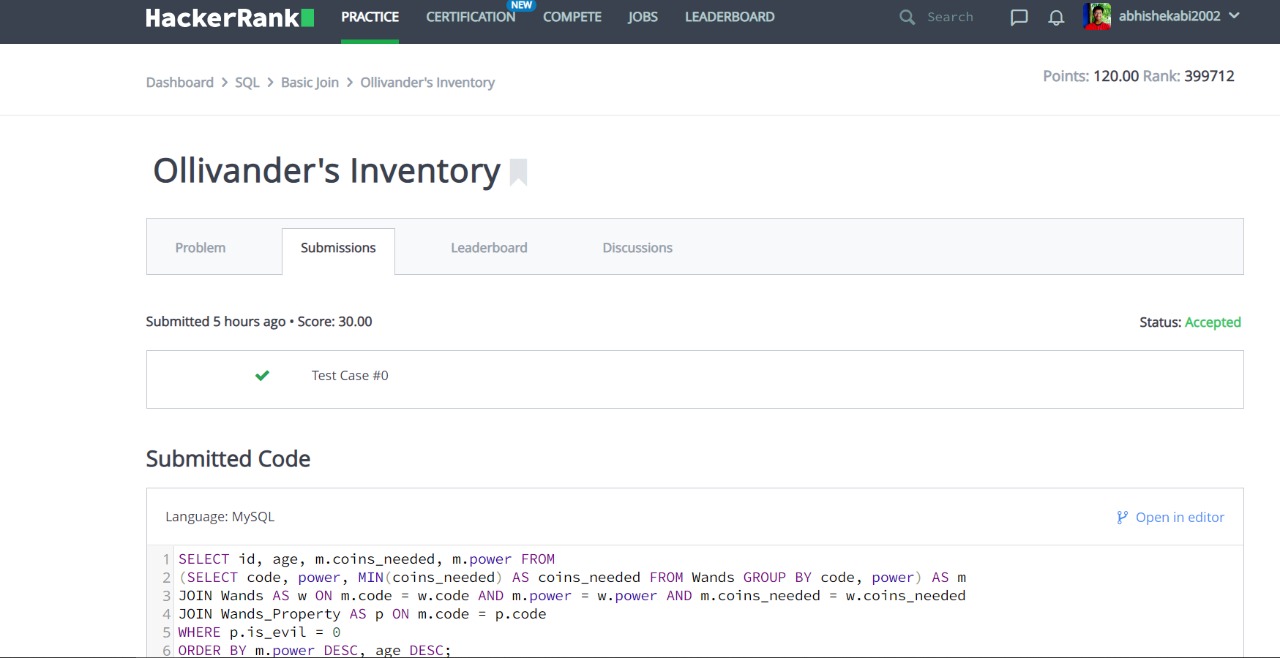 HackerRank PRACTICE CERTIFICATION NEW COMPETE JOBS LEADERBOARD Search abhishekabi2002
Dashboard > SQL > Basic Join > Ollivander's Inventory Points: 120.00 Rank: 399712
Ollivander's Inventory
Problem Submissions Leaderboard Discussions
Submitted 5 hours ago • Score: 30.00 Status: Accepted
Test Case #0
Submitted Code
Language: MySQL Open in editor
1 SELECT id, age, m.coins_needed, m.power FROM
2 (SELECT code, power, MIN(coins_needed) AS coins_needed FROM Wands GROUP BY code, power) AS m
3 JOIN Wands AS w ON m.code = w.code AND m.power = w.power AND m.coins_needed = w.coins_needed
4 JOIN Wands_Property AS p ON m.code = p.code
5 WHERE p.is_evil = 0
6 ORDER BY m.power DESC, age DESC;